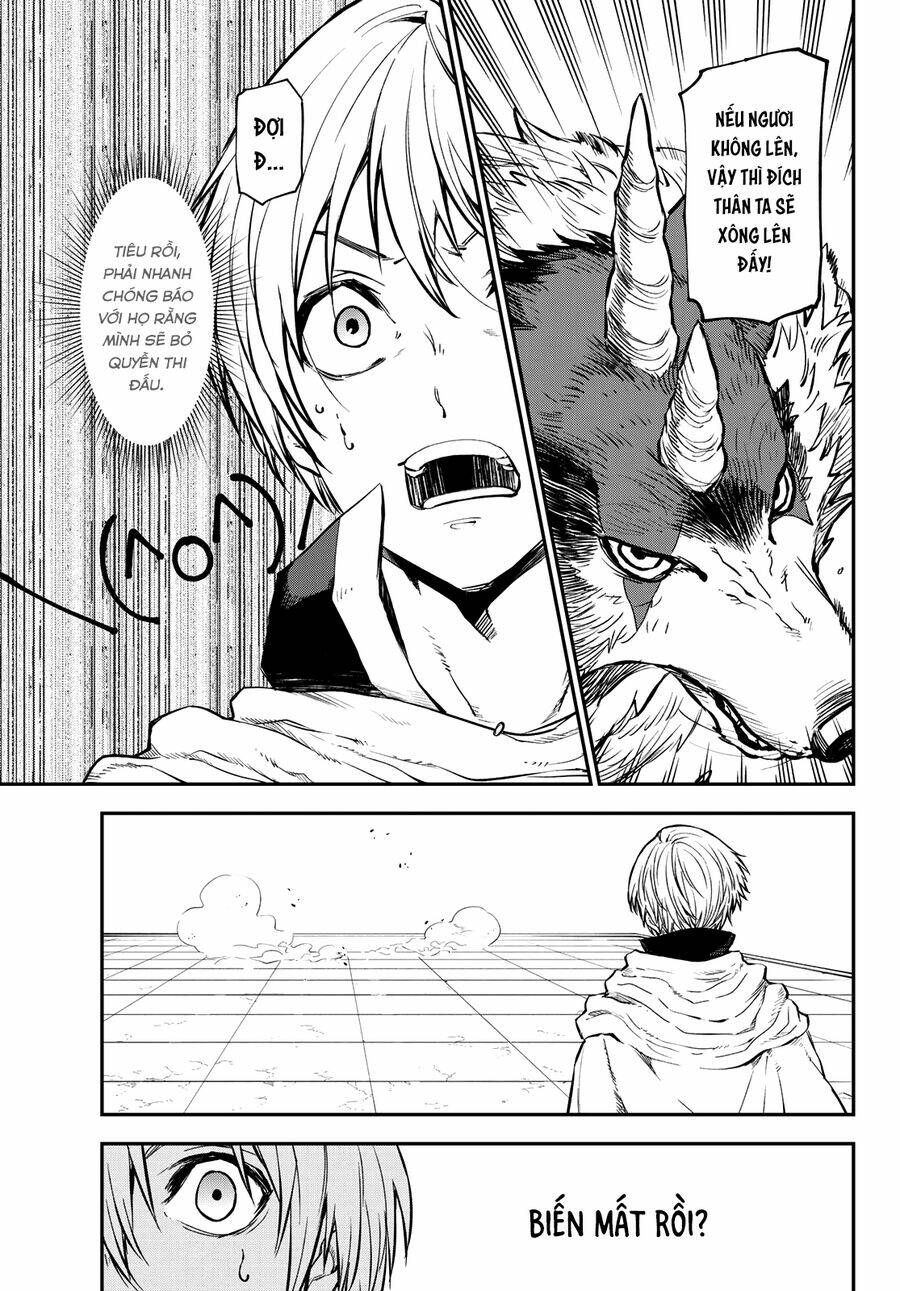 NẾU NGƯƠI
KHÔNG LÊN,
VẬY THÌ ĐÍCH
THÂN TA SẼ
XÔNG LÊN
ĐẤY!
ĐỢI
Đ...
TIÊU RỒI,
PHẢI NHANH
CHÓNG BÁO
VỚI HỌ RẰNG
MÌNH SẼ BỎ
QUYỀN THI
ĐẤU.
\(^o^)/
BIẾN MẤT RỒI?